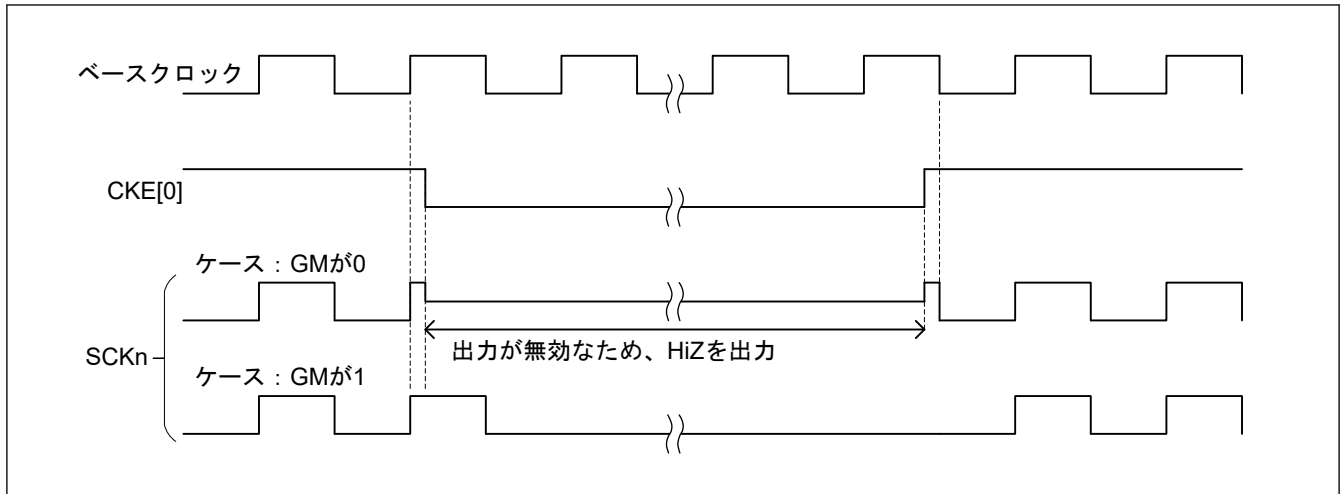 ベースクロック
CKE[0]
ケース：GMが0
出力が無効なため、HiZを出力
SCKn
ケース：GMが1